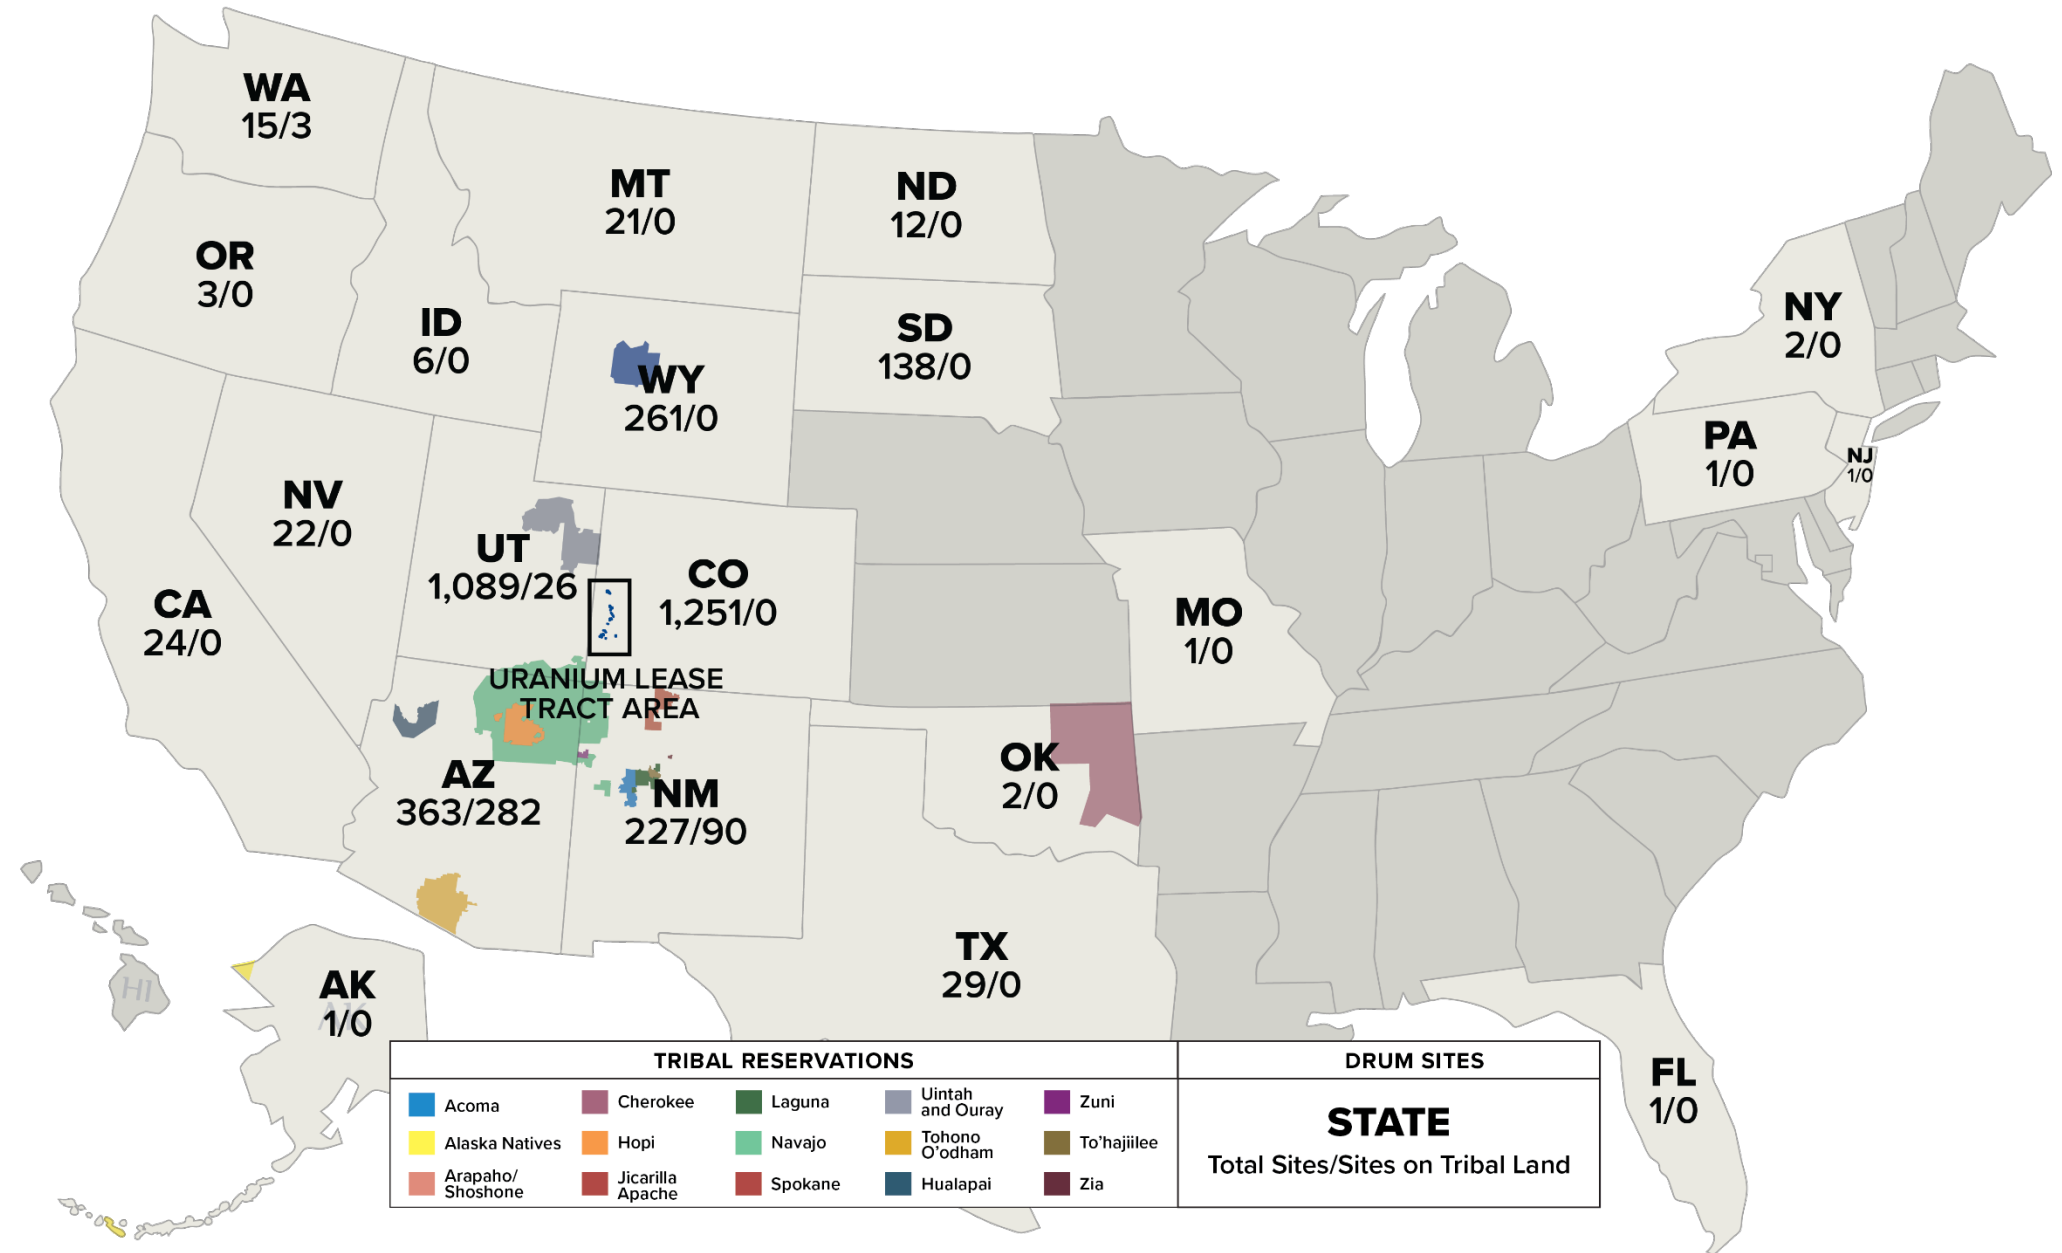 WA
15/3
MT
21/0
ND
12/0
OR
3/0
ID
6/0
WY
261/0
SD
138/0
NY
2/0
PA
1/0
NJ
1/0
NV
22/0
UT
1,089/26
CO
1,251/0
CA
24/0
MO
1/0
URANIUM LEASE
TRACT AREA
AZ
363/282
NM
227/90
OK
2/0
TX
29/0
HI
AK
AK
1/0
FL
1/0
TRIBAL RESERVATIONS
Acoma
Alaska Natives
Arapaho/
Shoshone
Cherokee
Hopi
Jicarilla
Apache
Laguna
Navajo
Spokane
Uintah
and Ouray
Tohono
O'odham
Hualapai
Zuni
To'hajiilee
Zia
DRUM SITES
STATE
Total Sites/Sites on Tribal Land